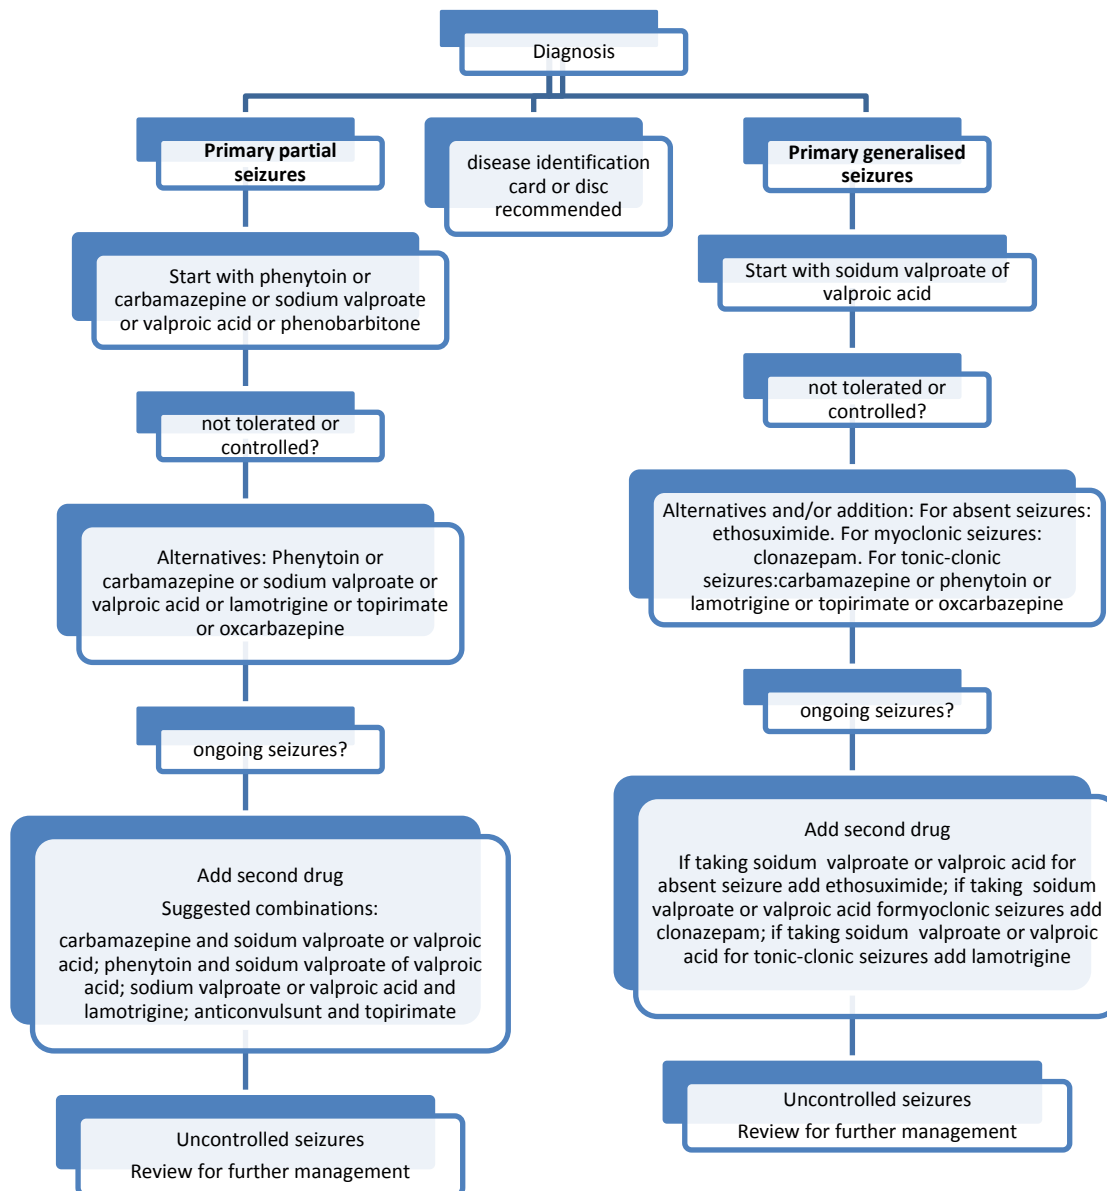 Diagnosis
Primary partial
seizures
Start with phenytoin or
carbamazepine or sodium valproate
or valproic acid or phenobarbitone
not tolerated or
controlled?
Alternatives: Phenytoin or
carbamazepine or sodium valproate or
valproic acid or lamotrigine or topirimate
or oxcarbazepine
ongoing seizures?
Add second drug
Suggested combinations:
carbamazepine and soidum valproate or valproic
acid; phenytoin and soidum valproate of valproic
acid; sodium valproate or valproic acid and
lamotrigine; anticonvulsunt and topirimate
Uncontrolled seizures
Review for further management
disease identification
card or disc
recommended
Primary generalised
seizures
Start with soidum valproate of
valproic acid
not tolerated or
controlled?
Alternatives and/or addition: For absent seizures:
ethosuximide. For myoclonic seizures:
clonazepam. For tonic-clonic
seizures:carbamazepine or phenytoin or
lamotrigine or topirimate or oxcarbazepine
ongoing seizures?
Add second drug
If taking soidum valproate or valproic acid for
absent seizure add ethosuximide; if taking soidum
valproate or valproic acid formyoclonic seizures add
clonazepam; if taking soidum valproate or valproic
acid for tonic-clonic seizures add lamotrigine
Uncontrolled seizures
Review for further management